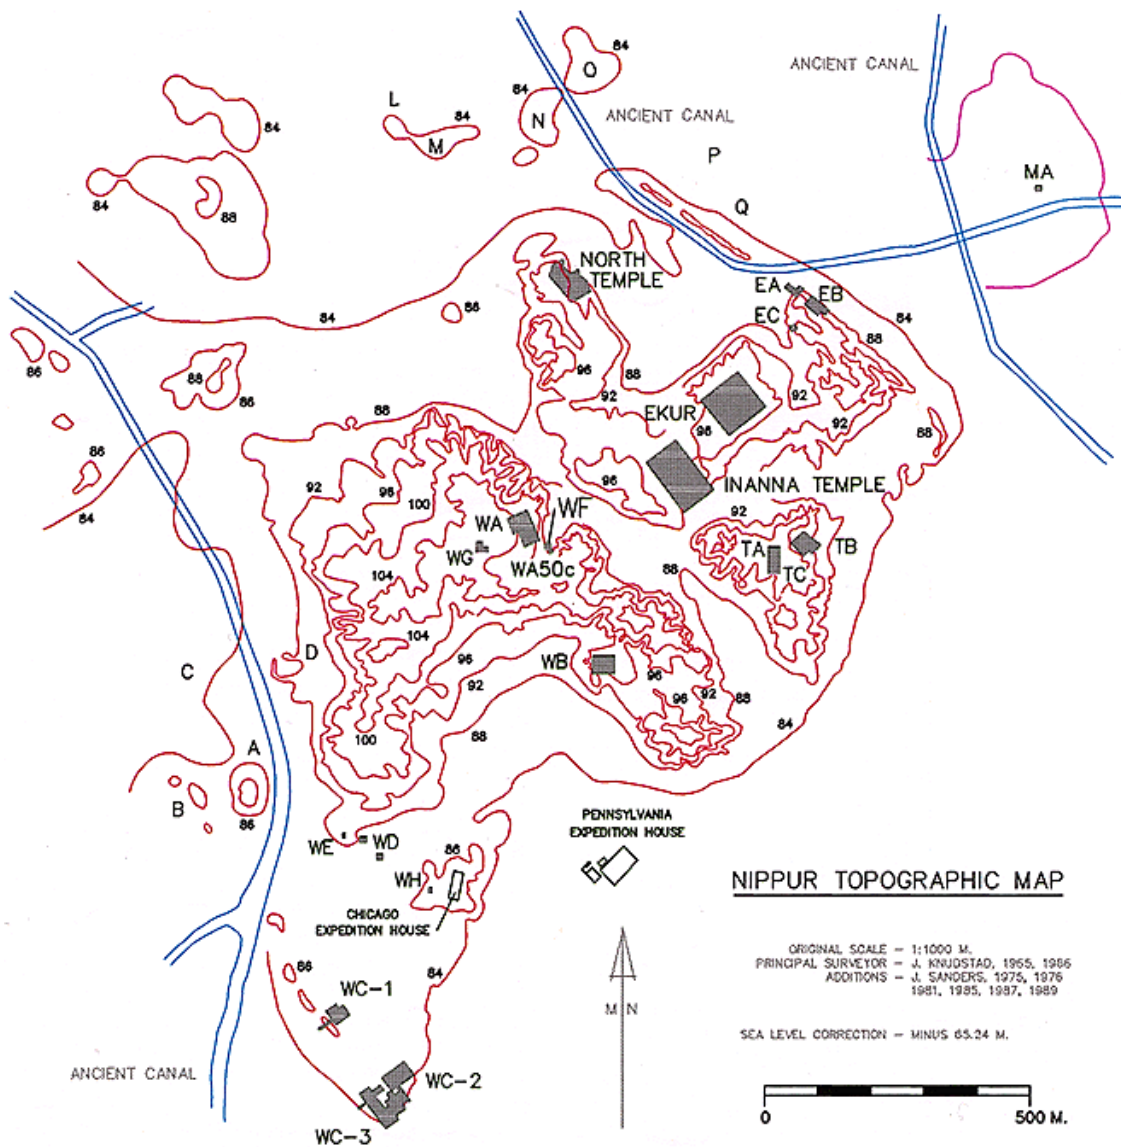 84
O
ANCIENT CANAL
L
84
84
N
ANCIENT CANAL
84
M
P
MA
84
88
Q
NORTH
TEMPLE
EA
EB
84
88
EC
84
88
86
88
86
96
88
92
92
EKUR
96
92
88
88
86
92
96
100
96
INANNA TEMPLE
84
WF
92
WA
WG
WA50c
TA
TB
TC
104
88
104
C
D
96
WB
96
92
96
92
88
84
100
88
A
B
86
PENNSYLVANIA
EXPEDITION HOUSE
WE
WD
86
WH
NIPPUR TOPOGRAPHIC MAP
CHICAGO
EXPEDITION HOUSE
ORIGINAL SCALE – 1:1000 M.
PRINCIPAL SURVEYOR – J. KNUDSTAD, 1965, 1986
ADDITIONS – J. SANDERS, 1975, 1976
1981, 1985, 1987, 1989
86
84
WC-1
M N
SEA LEVEL CORRECTION – MINUS 65.24 M.
ANCIENT CANAL
WC-2
WC-3
0
500 M.